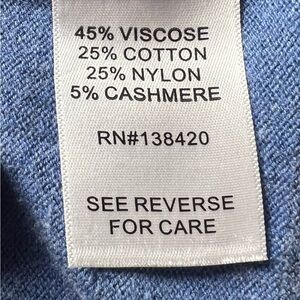 45% VISCOSE
25% COTTON
25% NYLON
5% CASHMERE
RN#138420
SEE REVERSE
FOR CARE